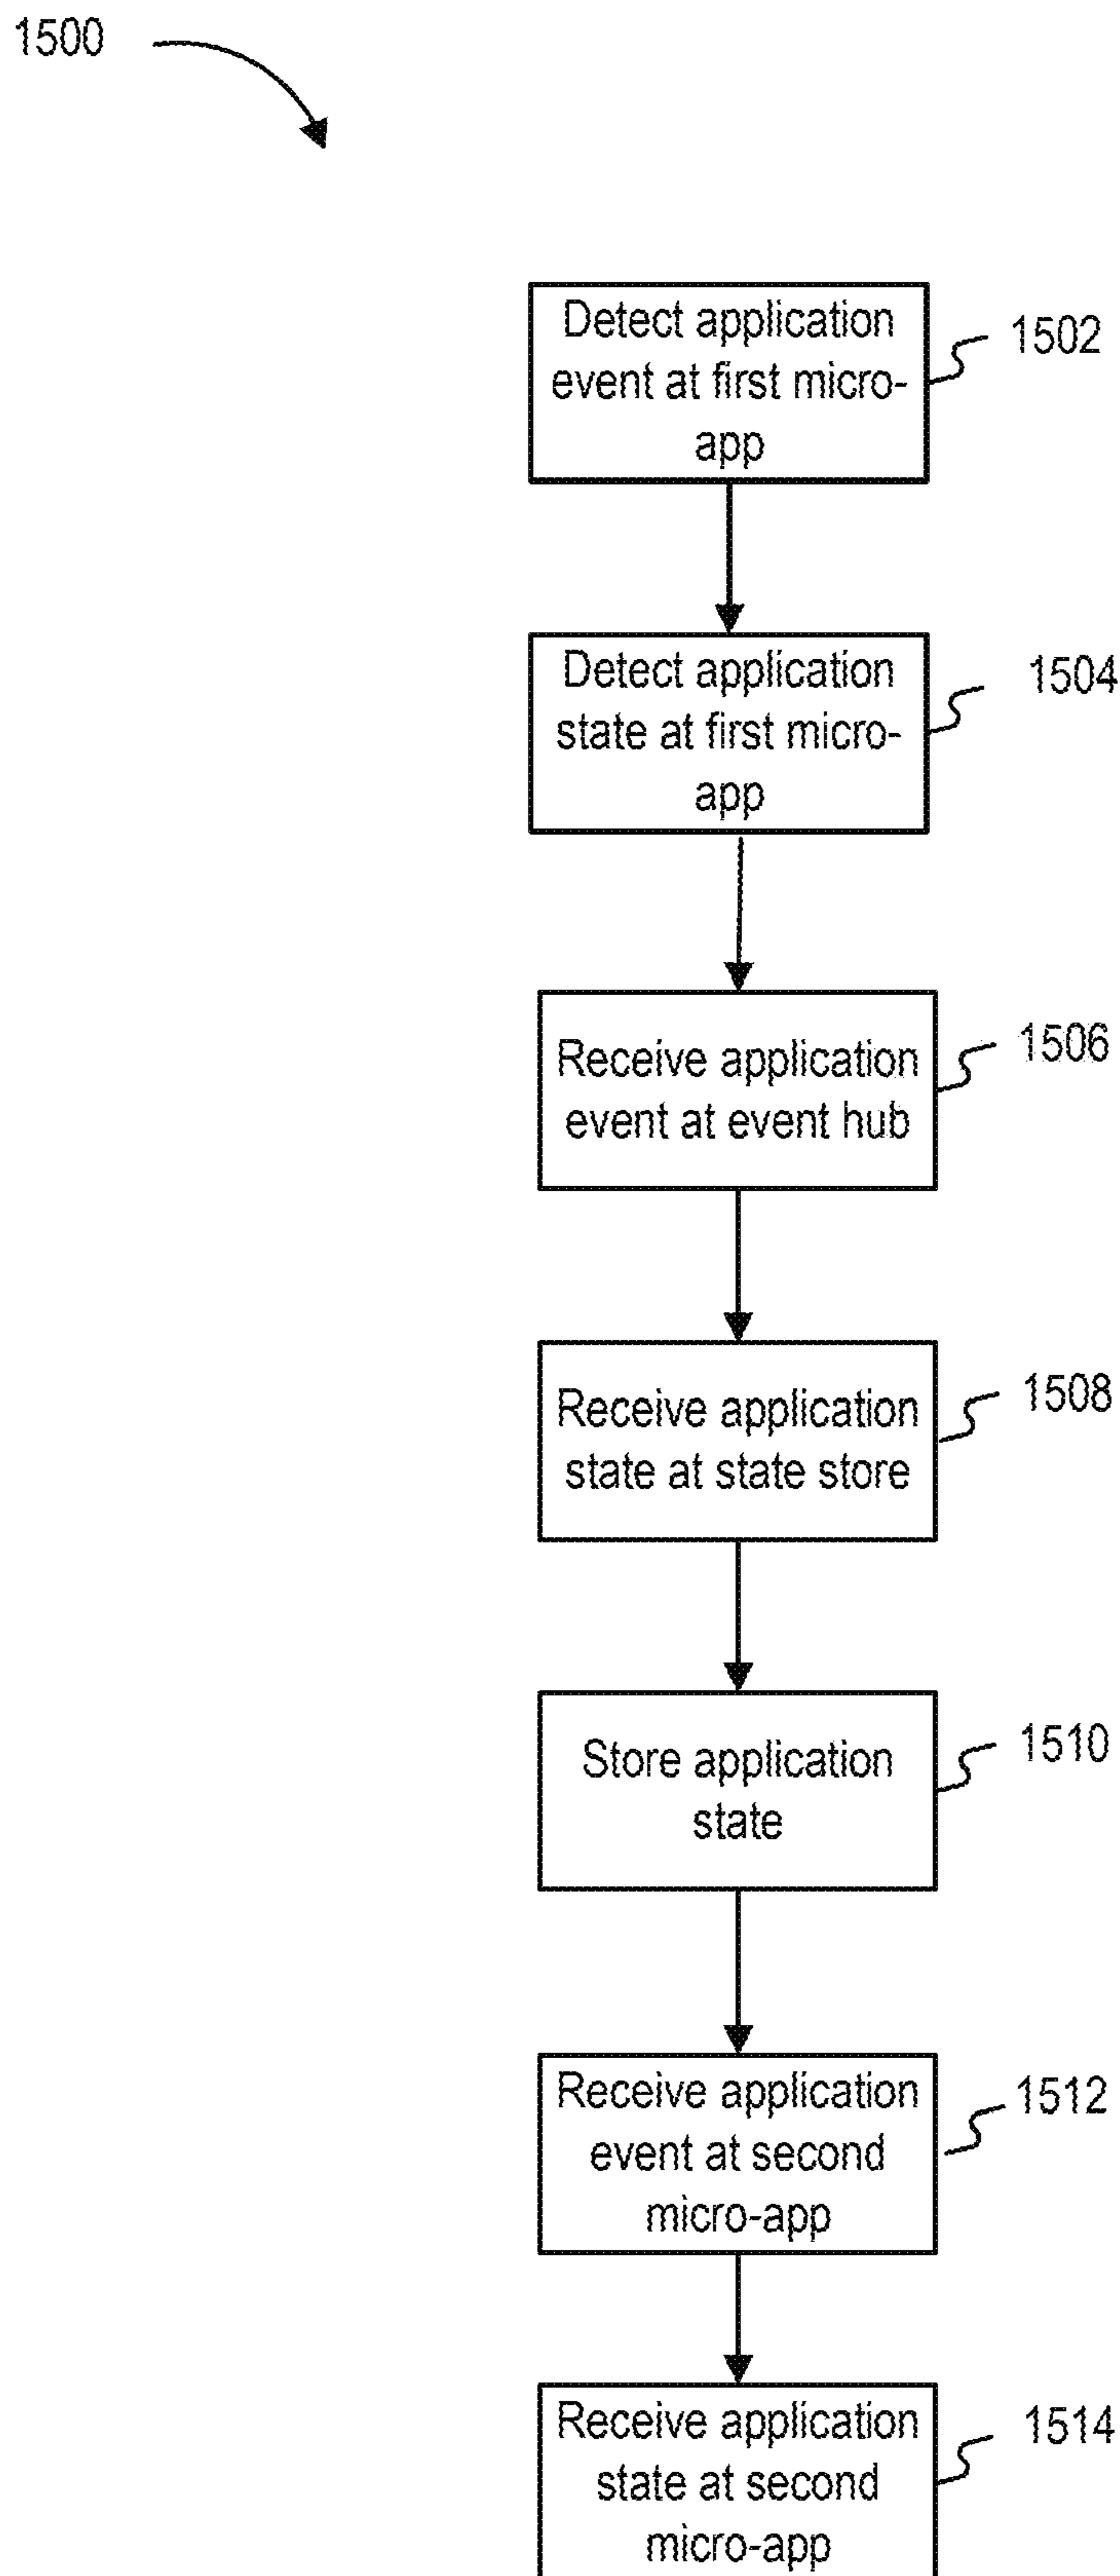 1500
Detect application
event at first micro-
app
1502
Detect application
state at first micro-
app
1504
Receive application
event at event hub
1506
Receive application
state at state store
1508
Store application
state
1510
Receive application
event at second
micro-app
1512
Receive application
state at second
micro-app
1514